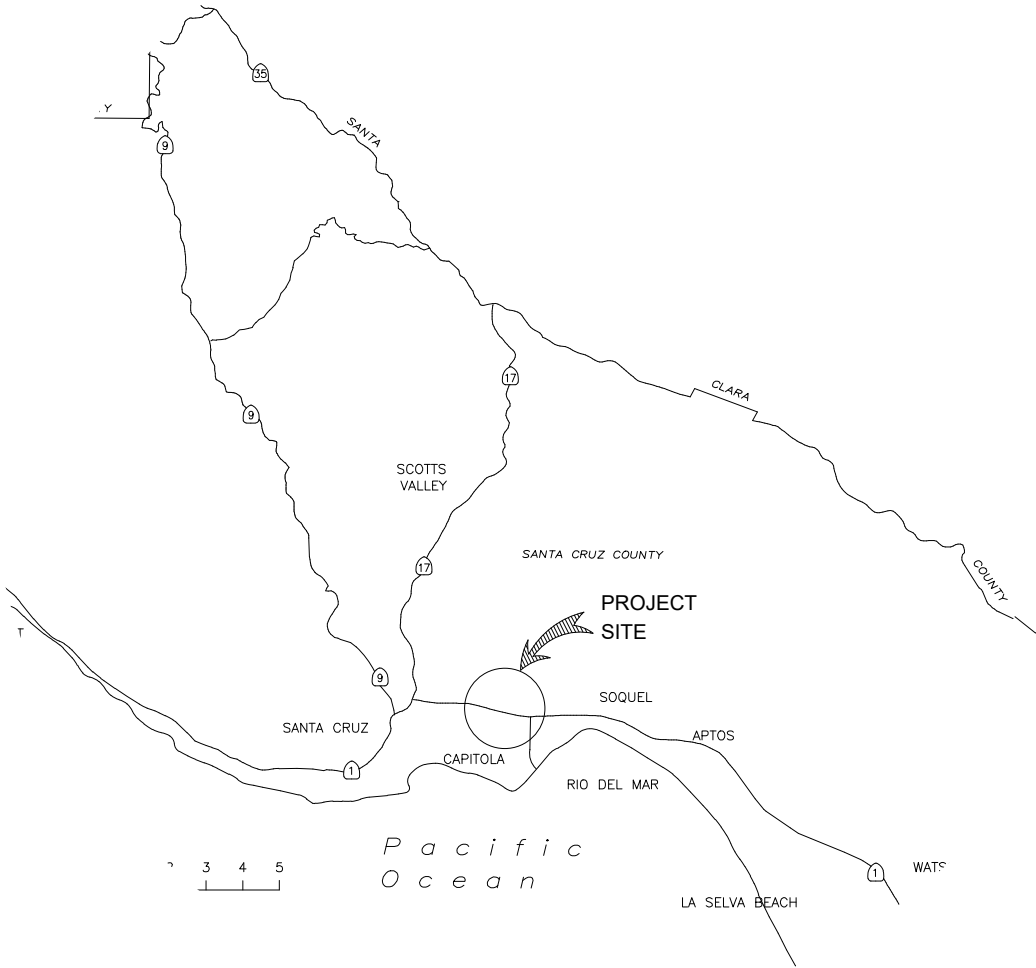 35
SANTA
.Y
9
17
CLARA
9
SCOTTS
VALLEY
SANTA CRUZ COUNTY
17
COUNTY
PROJECT
SITE
9
SOQUEL
SANTA CRUZ
APTOS
CAPITOLA
1
RIO DEL MAR
Pacific
Ocean
3 4 5
1
WATS
LA SELVA BEACH